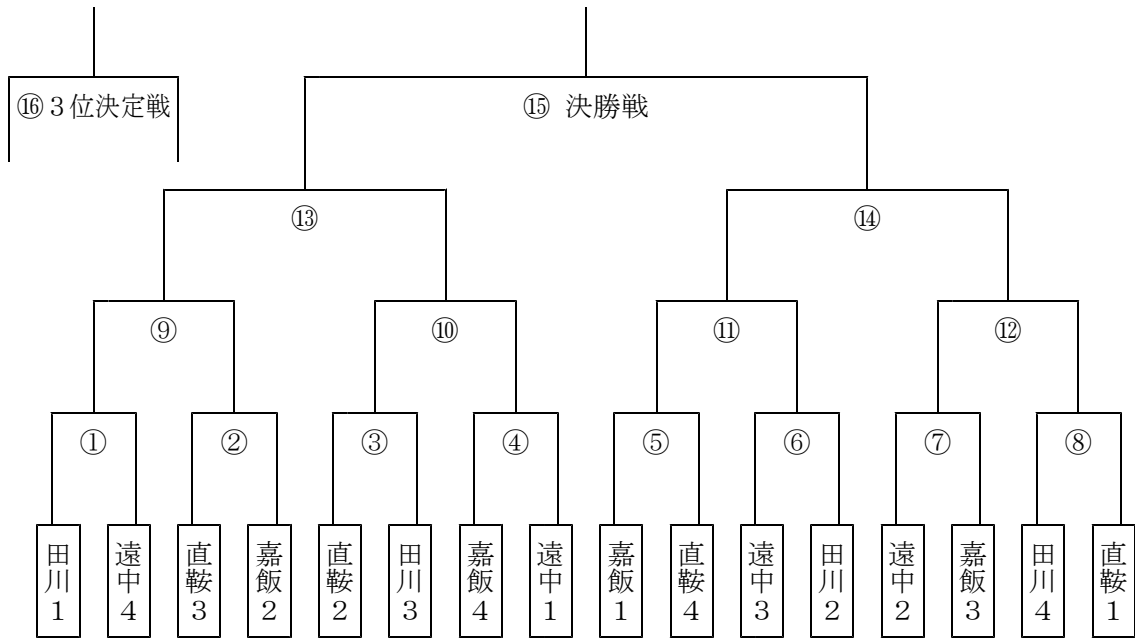 ⑯３位決定戦
⑮ 決勝戦
⑬
⑭
⑨
⑩
⑪
⑫
①
②
③
④
⑤
⑥
⑦
⑧
田川１
遠中４
直鞍３
嘉飯２
直鞍２
田川３
嘉飯４
遠中１
嘉飯１
直鞍４
遠中３
田川２
遠中２
嘉飯３
田川４
直鞍１